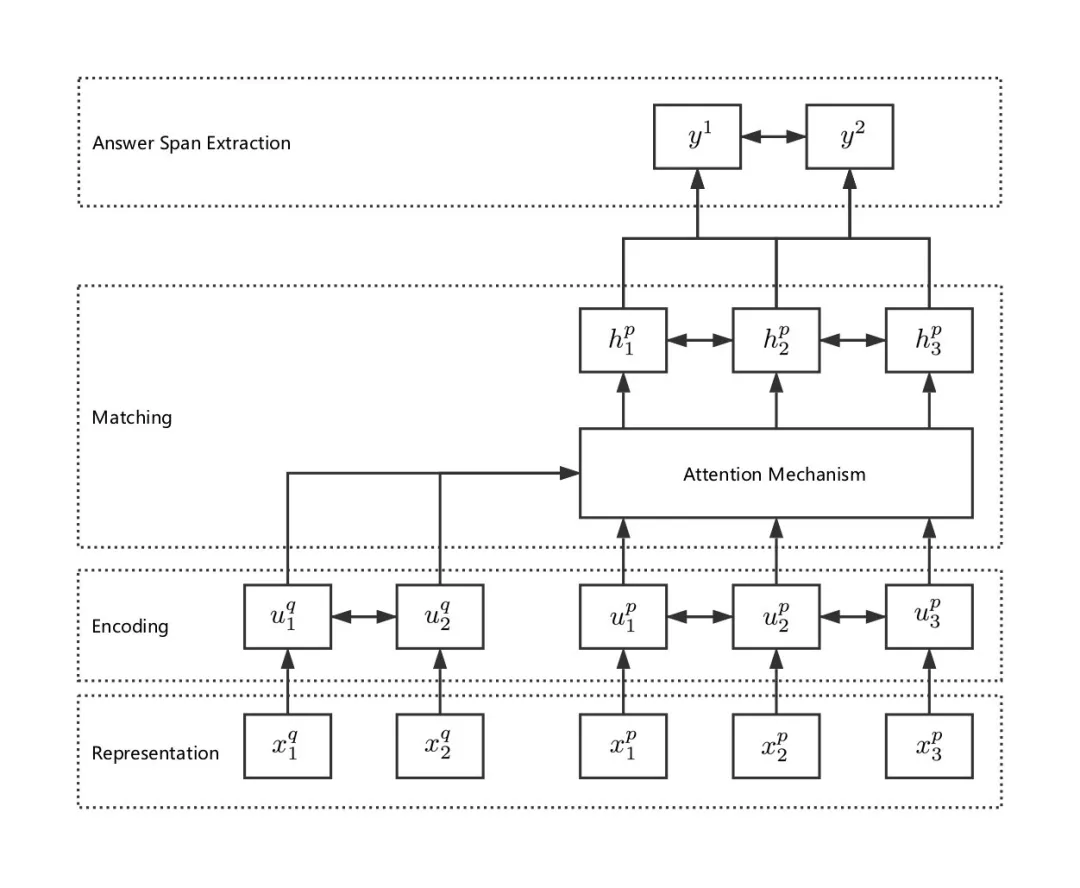 Answer Span Extraction
y^1 y^2
h_1^p h_2^p h_3^p
Matching
Attention Mechanism
u_1^q u_2^q u_1^p u_2^p u_3^p
Encoding
x_1^q x_2^q x_1^p x_2^p x_3^p
Representation